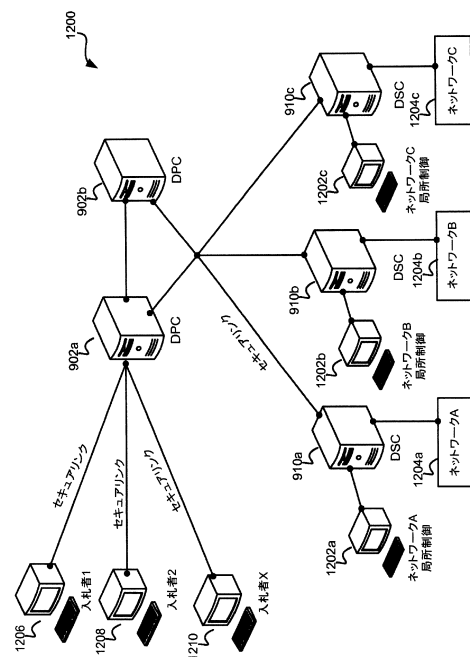 1200
902b
DPC
902a
DPC
セキュアリンク
セキュアリンク
セキュアリンク
1206
入札者1
1208
入札者2
1210
入札者X
セキュアリンク
910a
DSC
1202a
ネットワークA
局所制御
1204a
ネットワークA
910b
DSC
1202b
ネットワークB
局所制御
1204b
ネットワークB
910c
DSC
1202c
ネットワークC
局所制御
1204c
ネットワークC